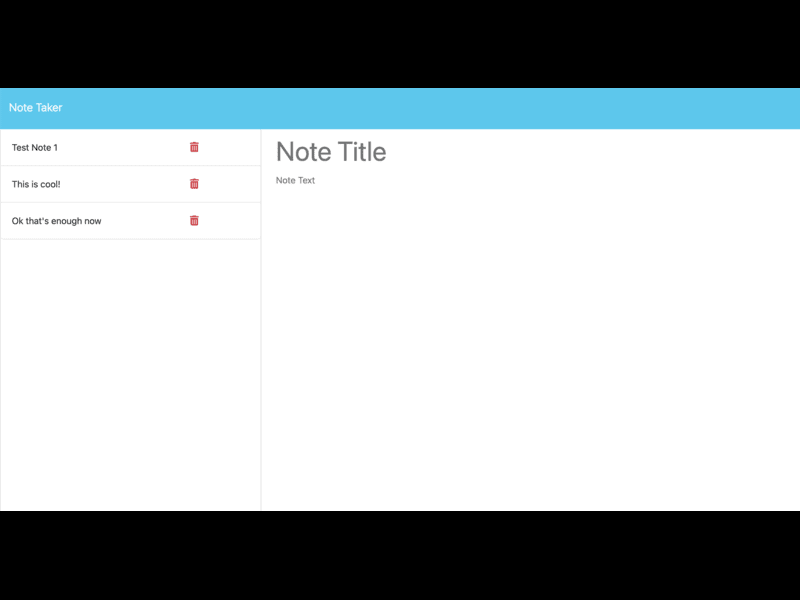 Note Taker
Test Note 1
This is cool!
Ok that's enough now
Note Title
Note Text